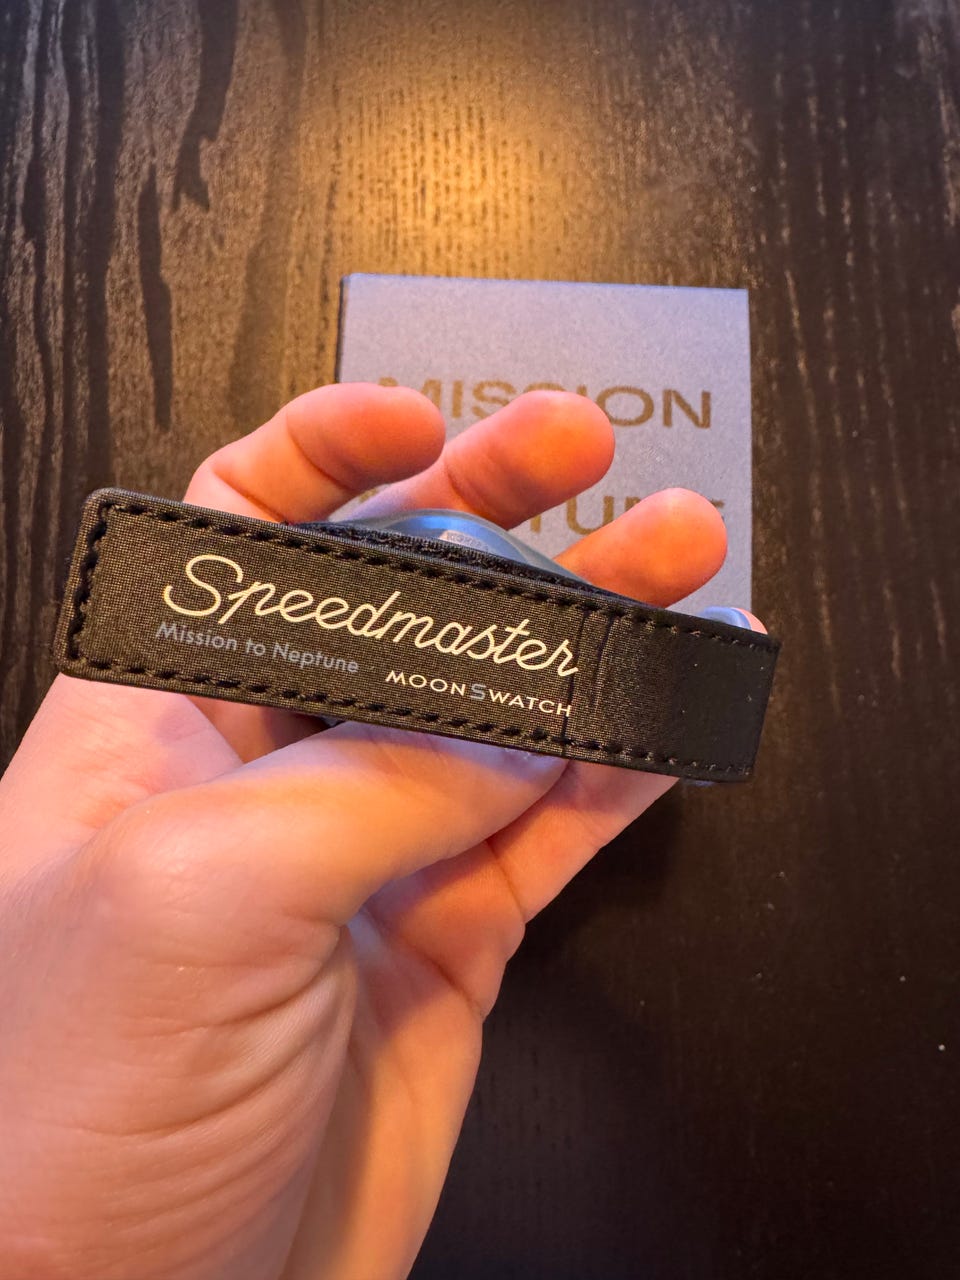 MISSION
Speedmaster
Mission to Neptune
MOONSWATCH